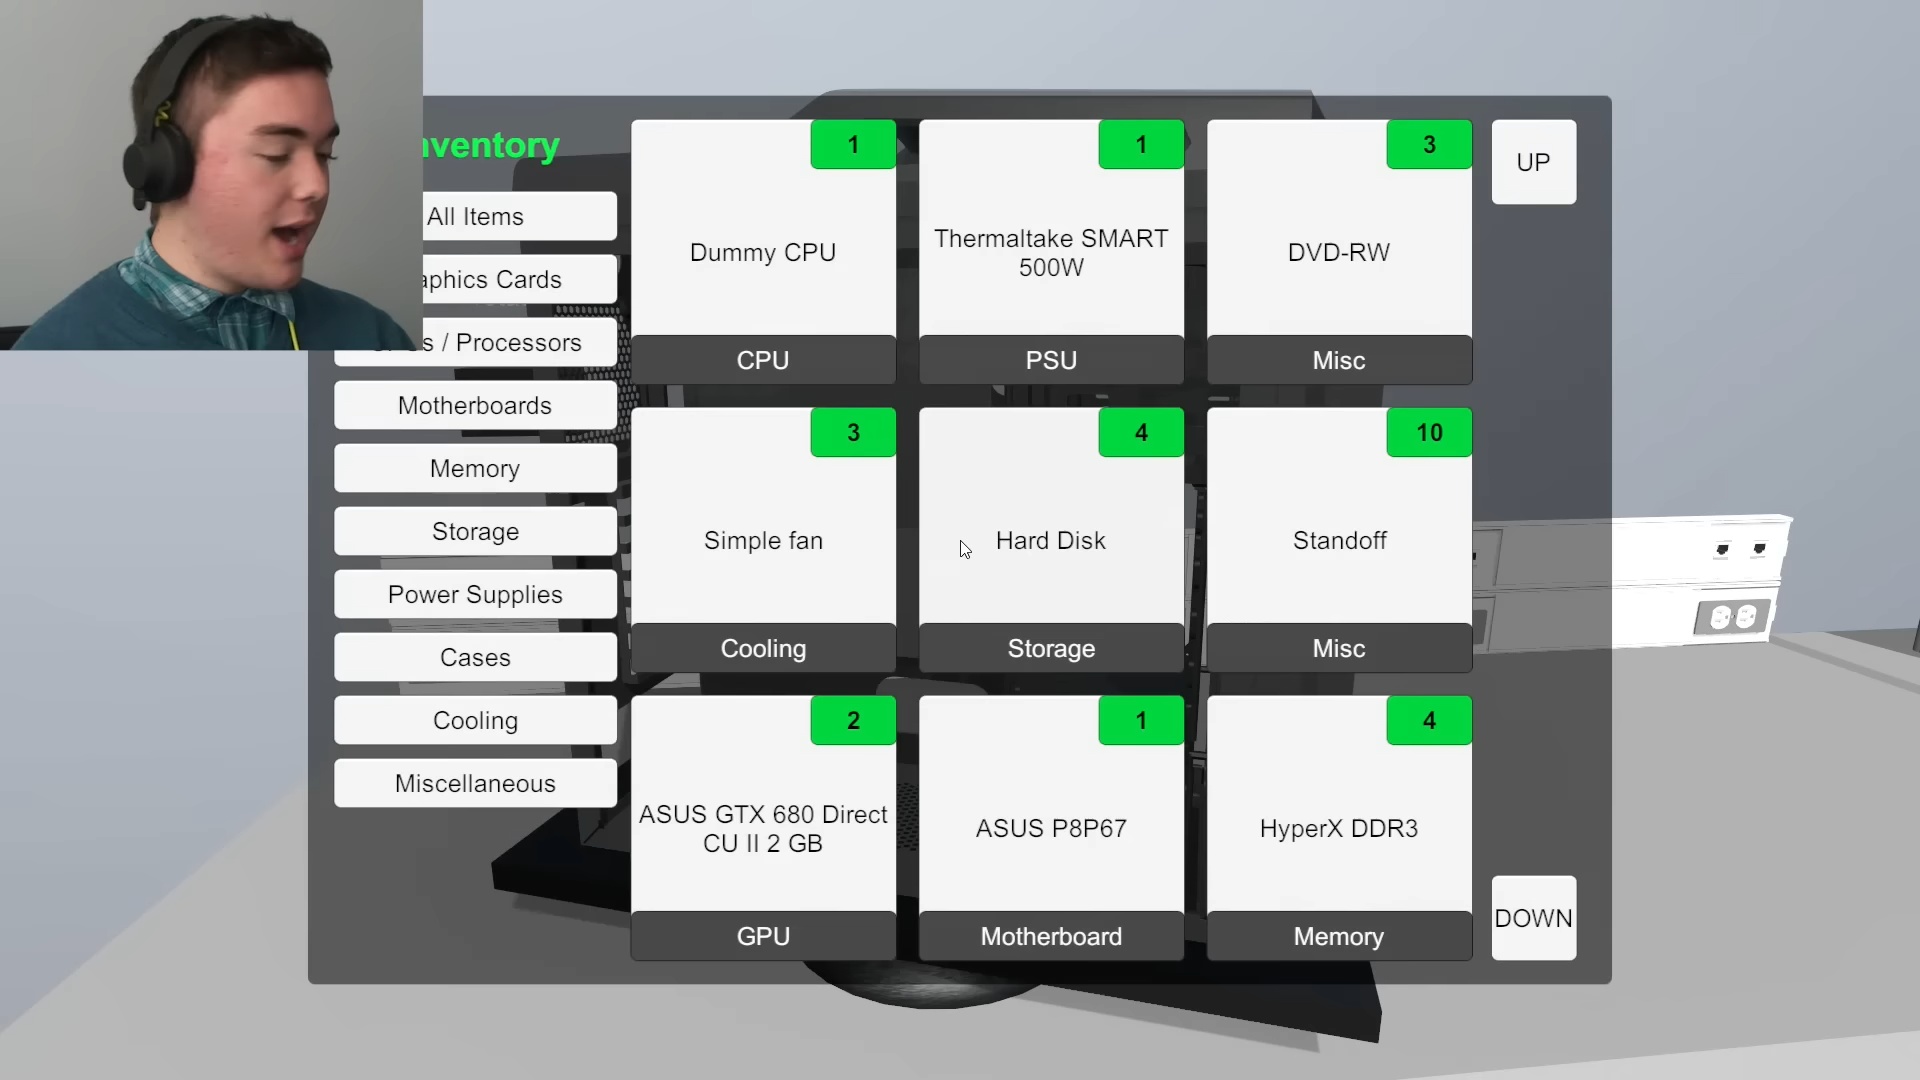 nventory
All Items
aphics Cards
s / Processors
Motherboards
Memory
Storage
Power Supplies
Cases
Cooling
Miscellaneous
1
Dummy CPU
CPU
1
Thermaltake SMART
500W
PSU
3
DVD-RW
Misc
3
Simple fan
Cooling
4
Hard Disk
Storage
10
Standoff
Misc
2
ASUS GTX 680 Direct
CU II 2 GB
GPU
1
ASUS P8P67
Motherboard
4
HyperX DDR3
Memory
UP
DOWN